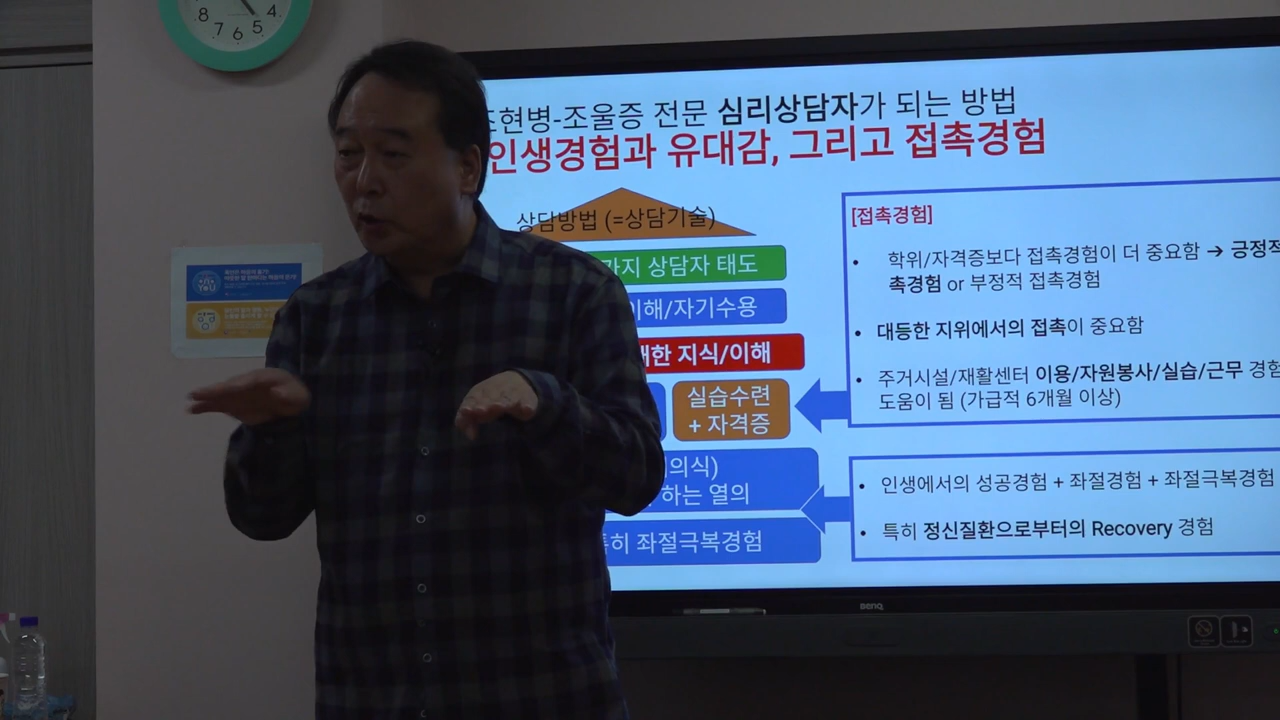 8
7
6
5
4
조현병-조울증 전문 심리상담자가 되는 방법
인생경험과 유대감, 그리고 접촉경험
상담방법 (=상담기술)
가지 상담자 태도
이해/자기수용
대한 지식/이해
실습수련
+ 자격증
의식)
하는 열의
특히 좌절극복경험
[접촉경험]
• 학위/자격증보다 접촉경험이 더 중요함 → 긍정적
촉경험 or 부정적 접촉경험
• 대등한 지위에서의 접촉이 중요함
• 주거시설/재활센터 이용/자원봉사/실습/근무 경험
도움이 됨 (가급적 6개월 이상)
• 인생에서의 성공경험 + 좌절경험 + 좌절극복경험
• 특히 정신질환으로부터의 Recovery 경험
YOU
BenQ